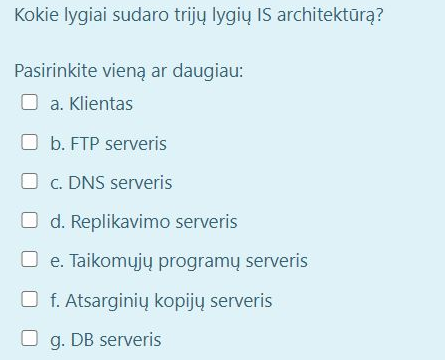 Kokie lygiai sudaro trijų lygių IS architektūrą?
Pasirinkite vieną ar daugiau:
a. Klientas
b. FTP serveris
c. DNS serveris
d. Replikavimo serveris
e. Taikomųjų programų serveris
f. Atsarginių kopijų serveris
g. DB serveris